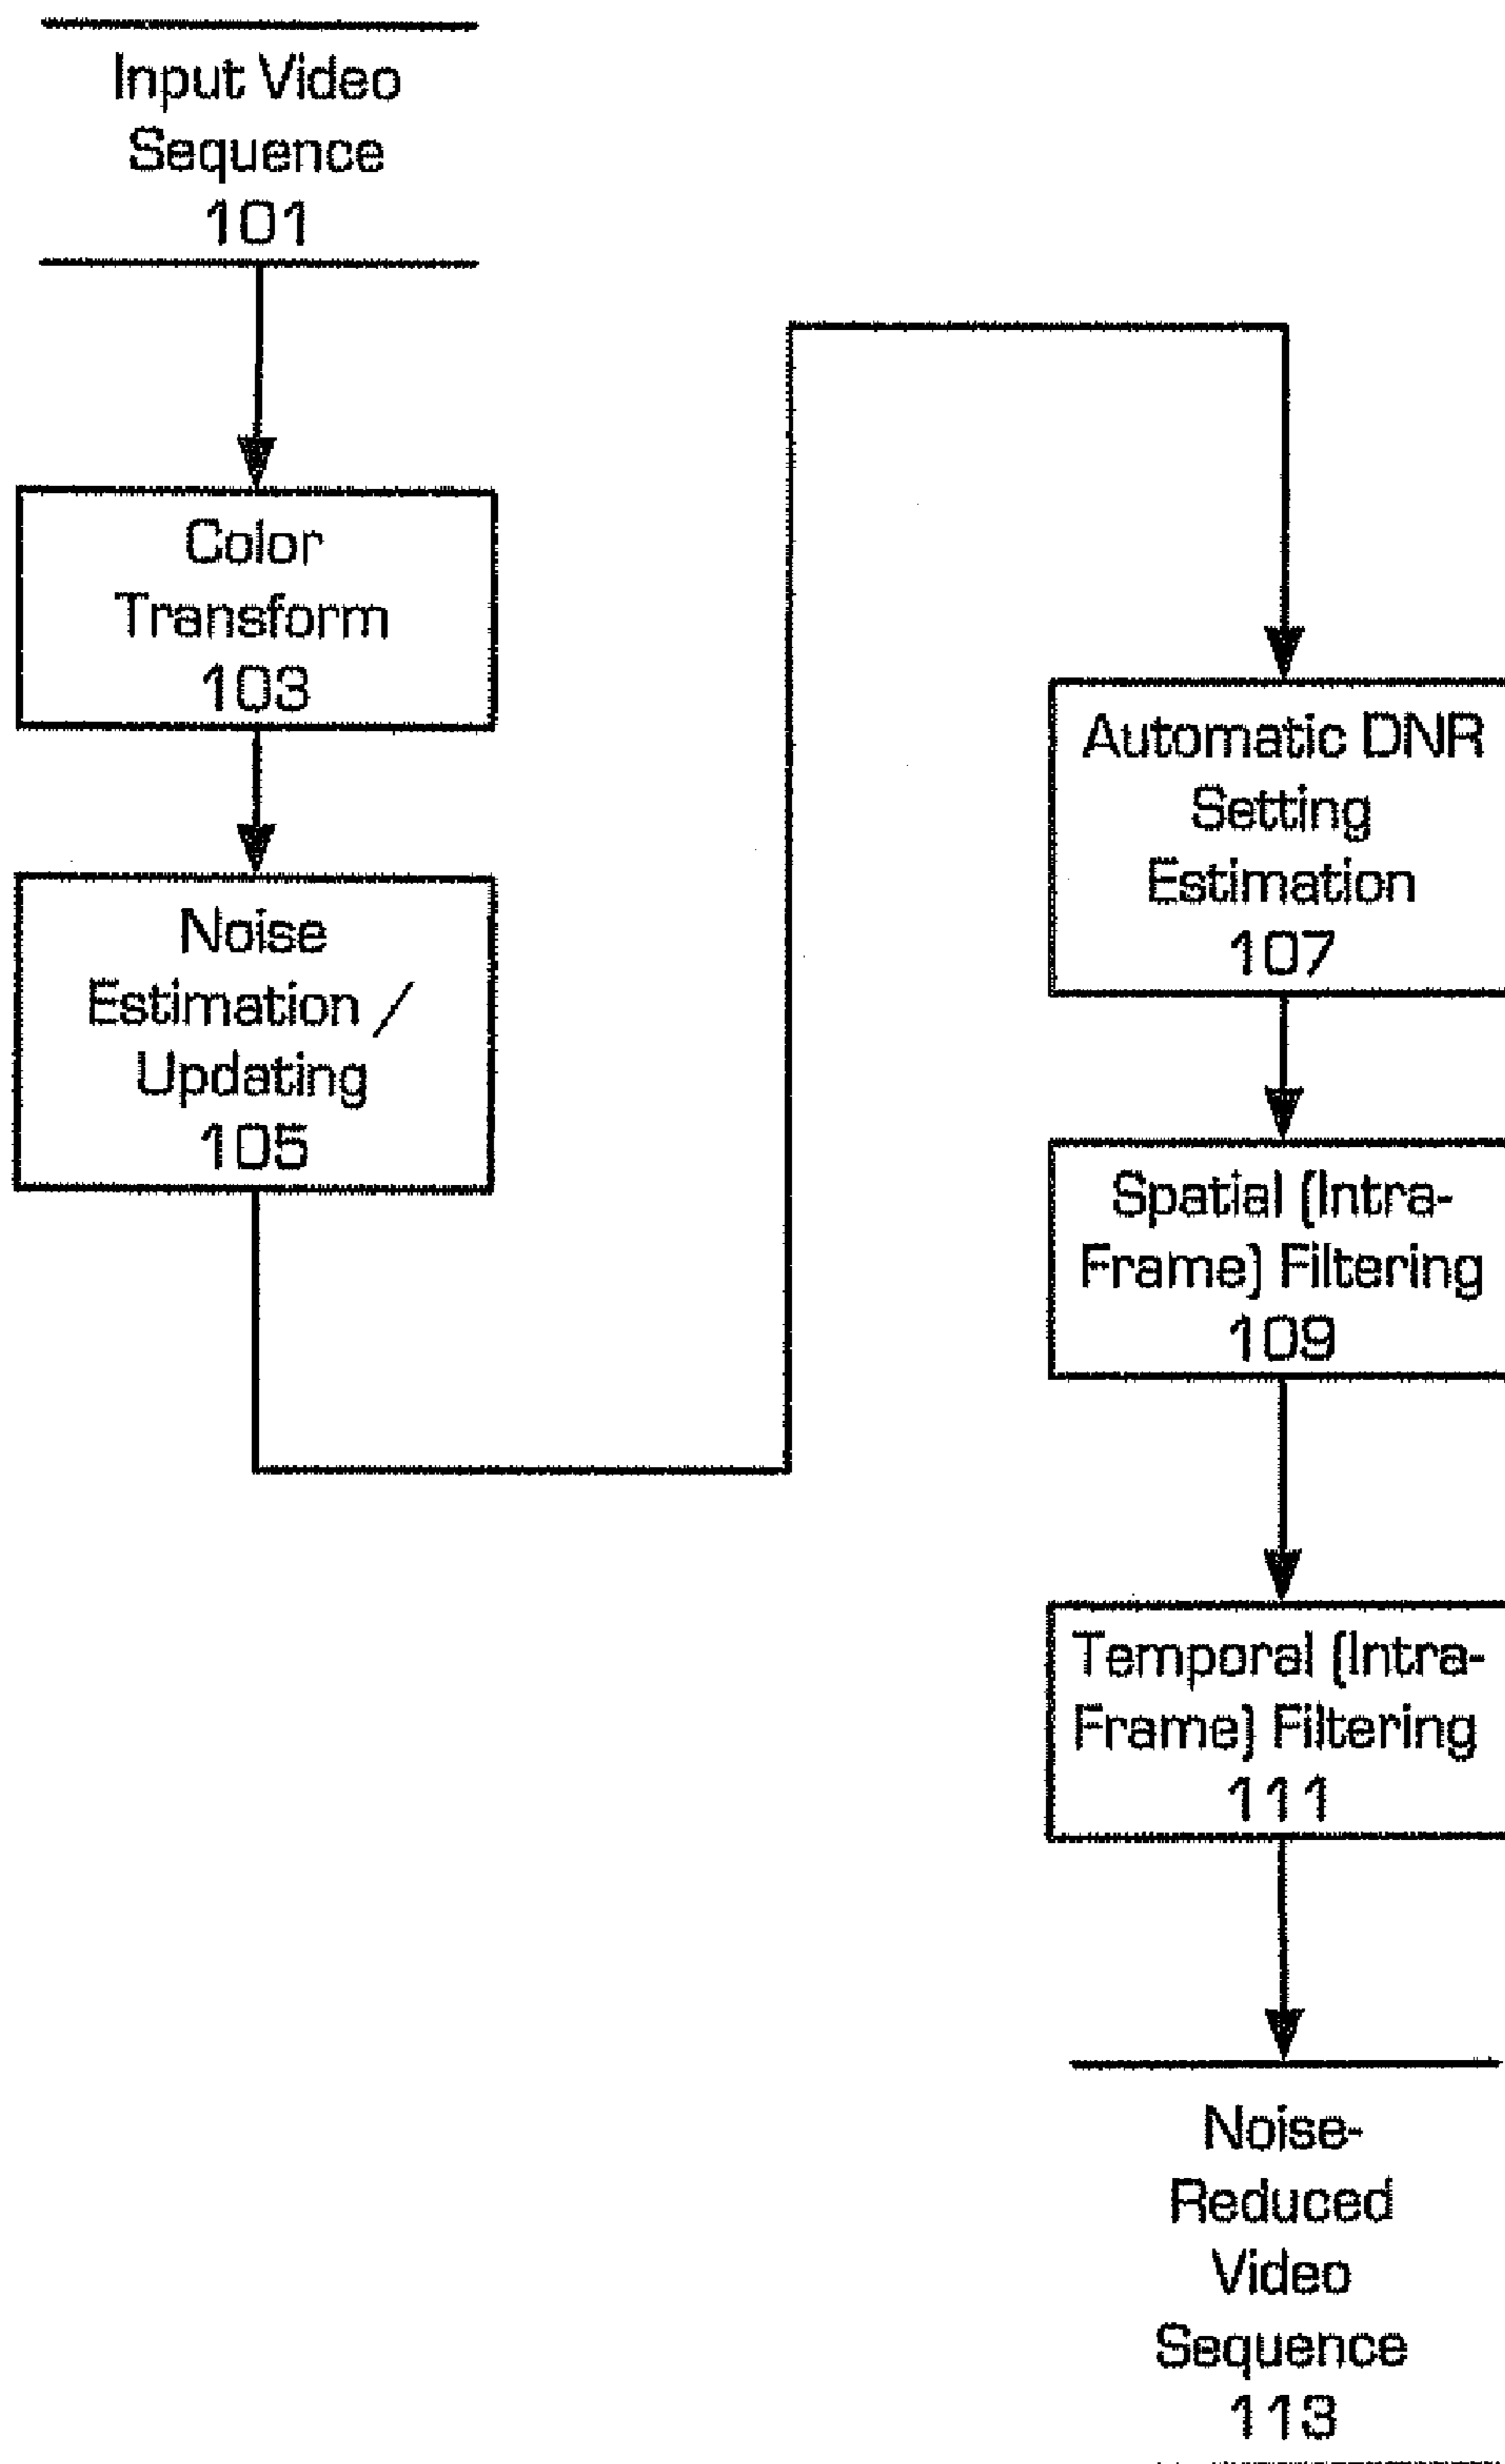 Input Video
Sequence
101
Color
Transform
103
Noise
Estimation /
Updating
105
Automatic DNR
Setting
Estimation
107
Spatial (Intra-
Frame) Filtering
109
Temporal (Intra-
Frame) Filtering
111
Noise-
Reduced
Video
Sequence
113